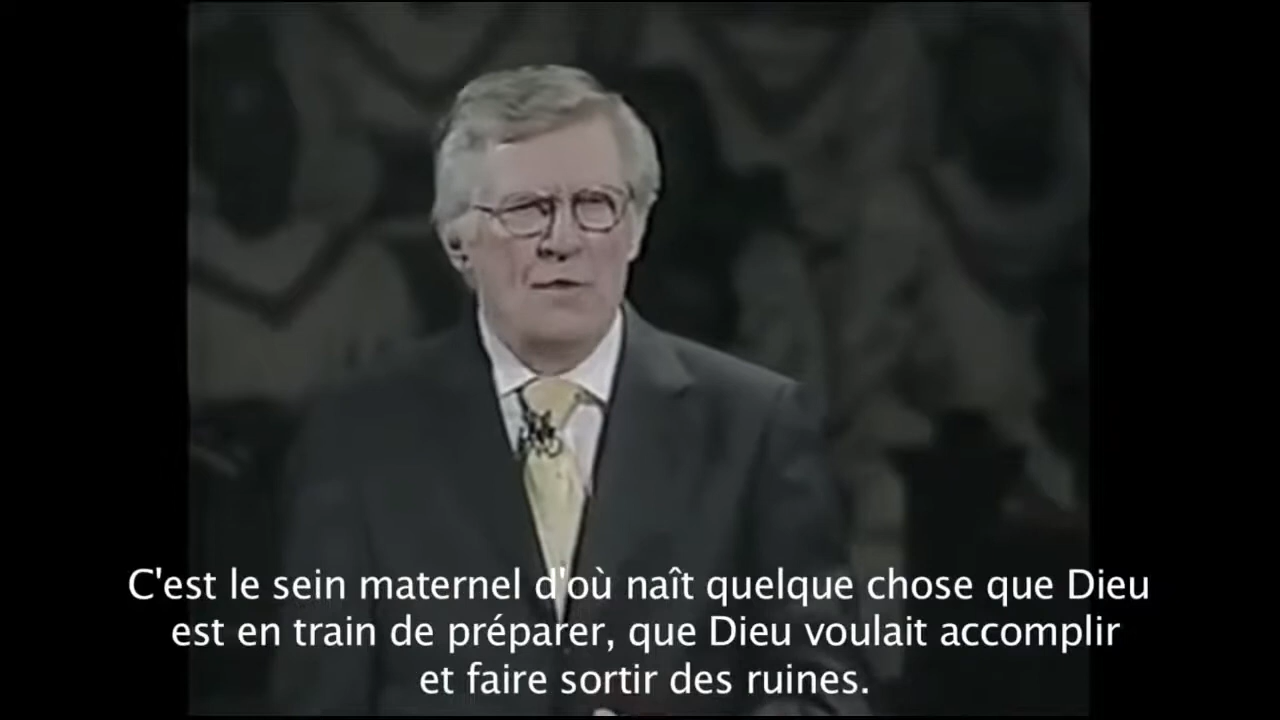 C'est le sein maternel d'où naît quelque chose que Dieu
est en train de préparer, que Dieu voulait accomplir
et faire sortir des ruines.